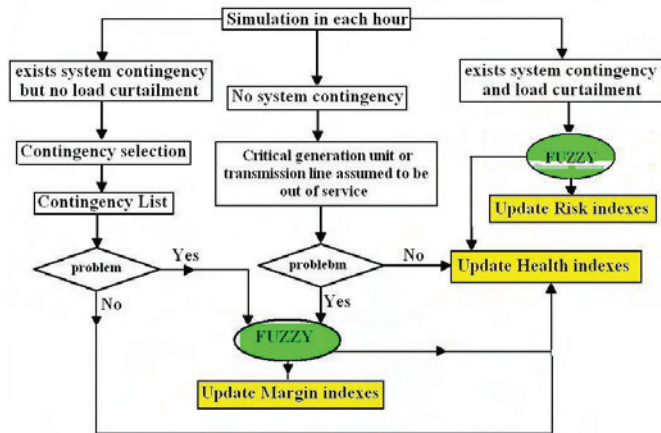 Simulation in each hour
exists system contingency
but no load curtailment
No system contingency
exists system contingency
and load curtailment
Contingency selection
Critical generation unit or
transmission line assumed to be
out of service
FUZZY
Contingency List
Update Risk indexes
problem
Yes
problebm
No
Update Health indexes
No
Yes
FUZZY
Update Margin indexes